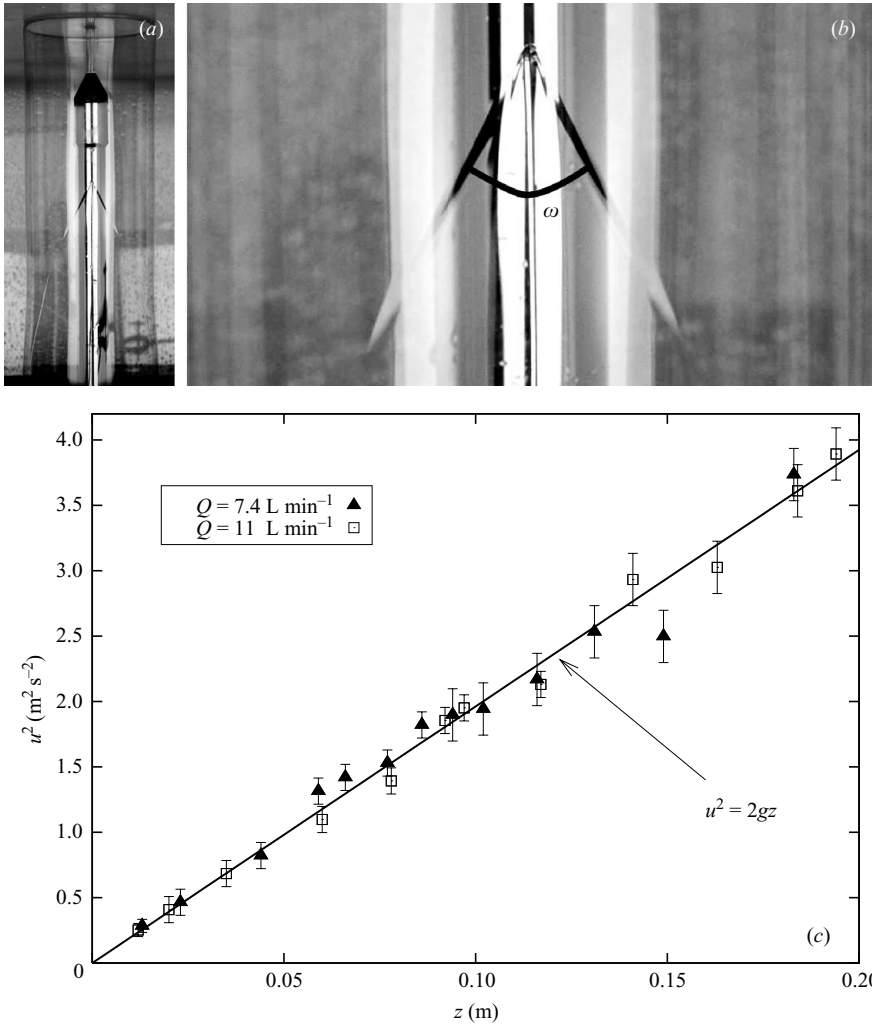 (a)
(b)
ω
4.0
3.5
3.0
2.5
2.0
1.5
1.0
0.5
0
u² (m² s⁻²)
Q = 7.4 L min⁻¹
Q = 11 L min⁻¹
u² = 2gz
(c)
0.05
0.10
0.15
0.20
z (m)